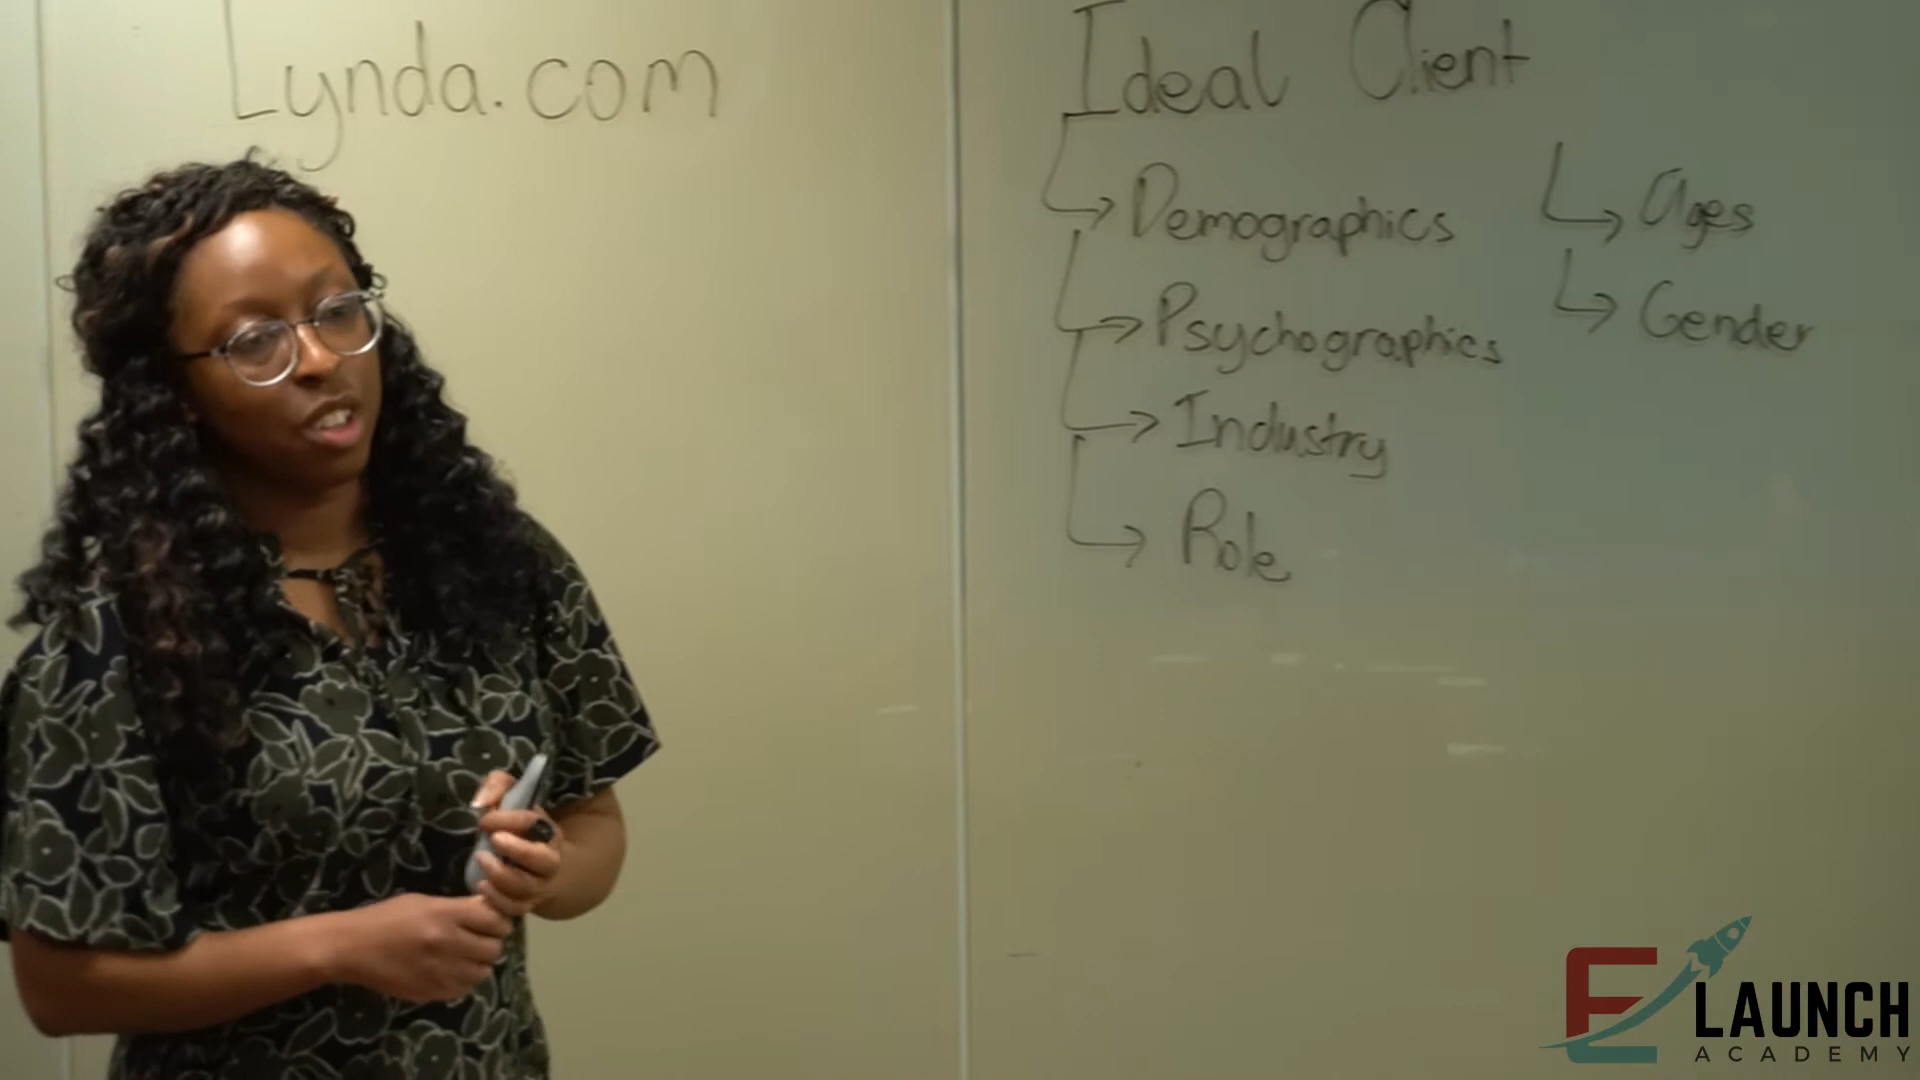 Lynda.com
Ideal Client
Demographics
Psychographics
Industry
Role
Ages
Gender
E LAUNCH
ACADEMY